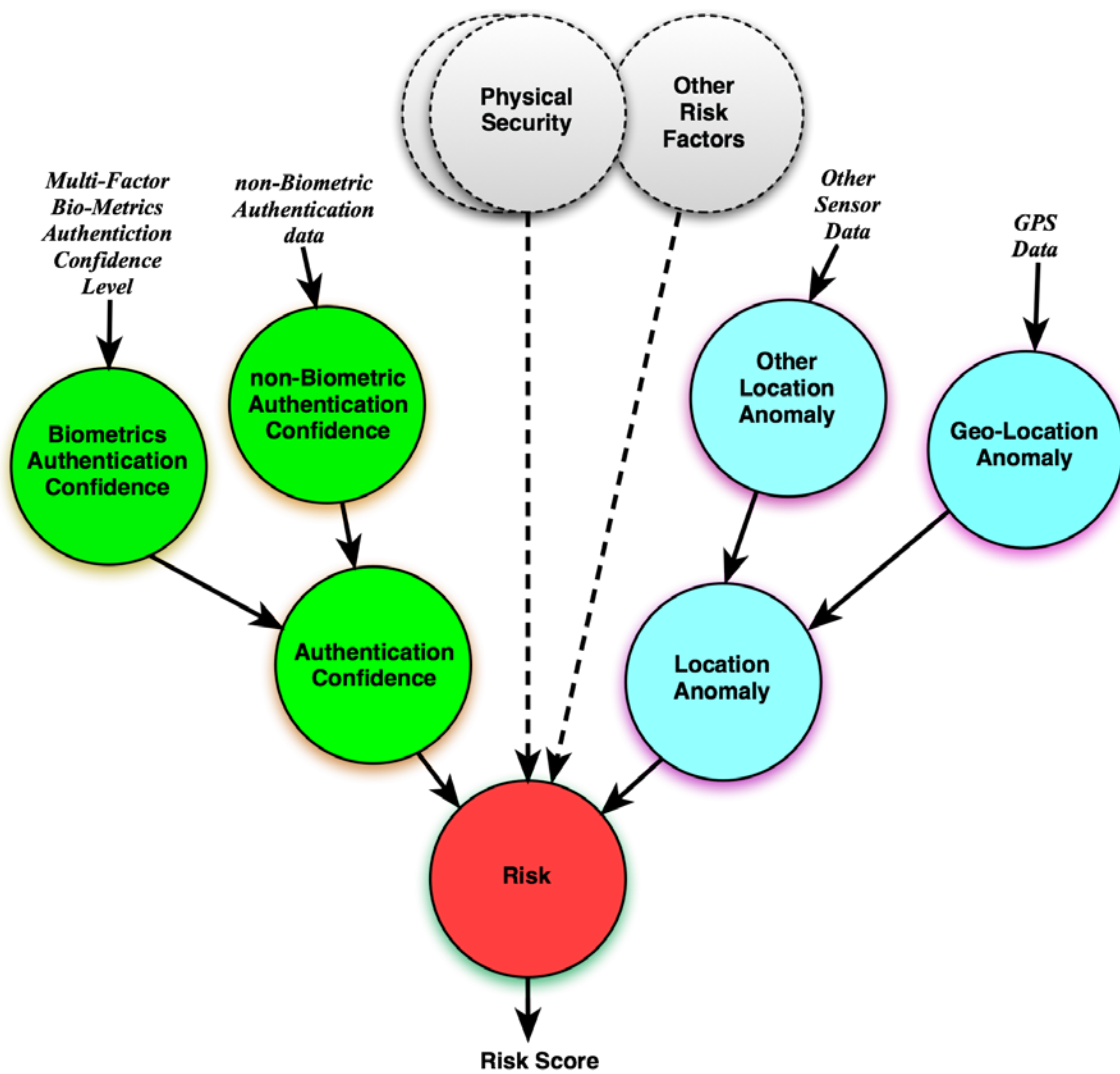 Physical
Security
Other
Risk
Factors
Multi-Factor
Bio-Metrics
Authentiction
Confidence
Level
non-Biometric
Authentication
data
Other
Sensor
Data
GPS
Data
Biometrics
Authentication
Confidence
non-Biometric
Authentication
Confidence
Other
Location
Anomaly
Geo-Location
Anomaly
Authentication
Confidence
Location
Anomaly
Risk
Risk Score